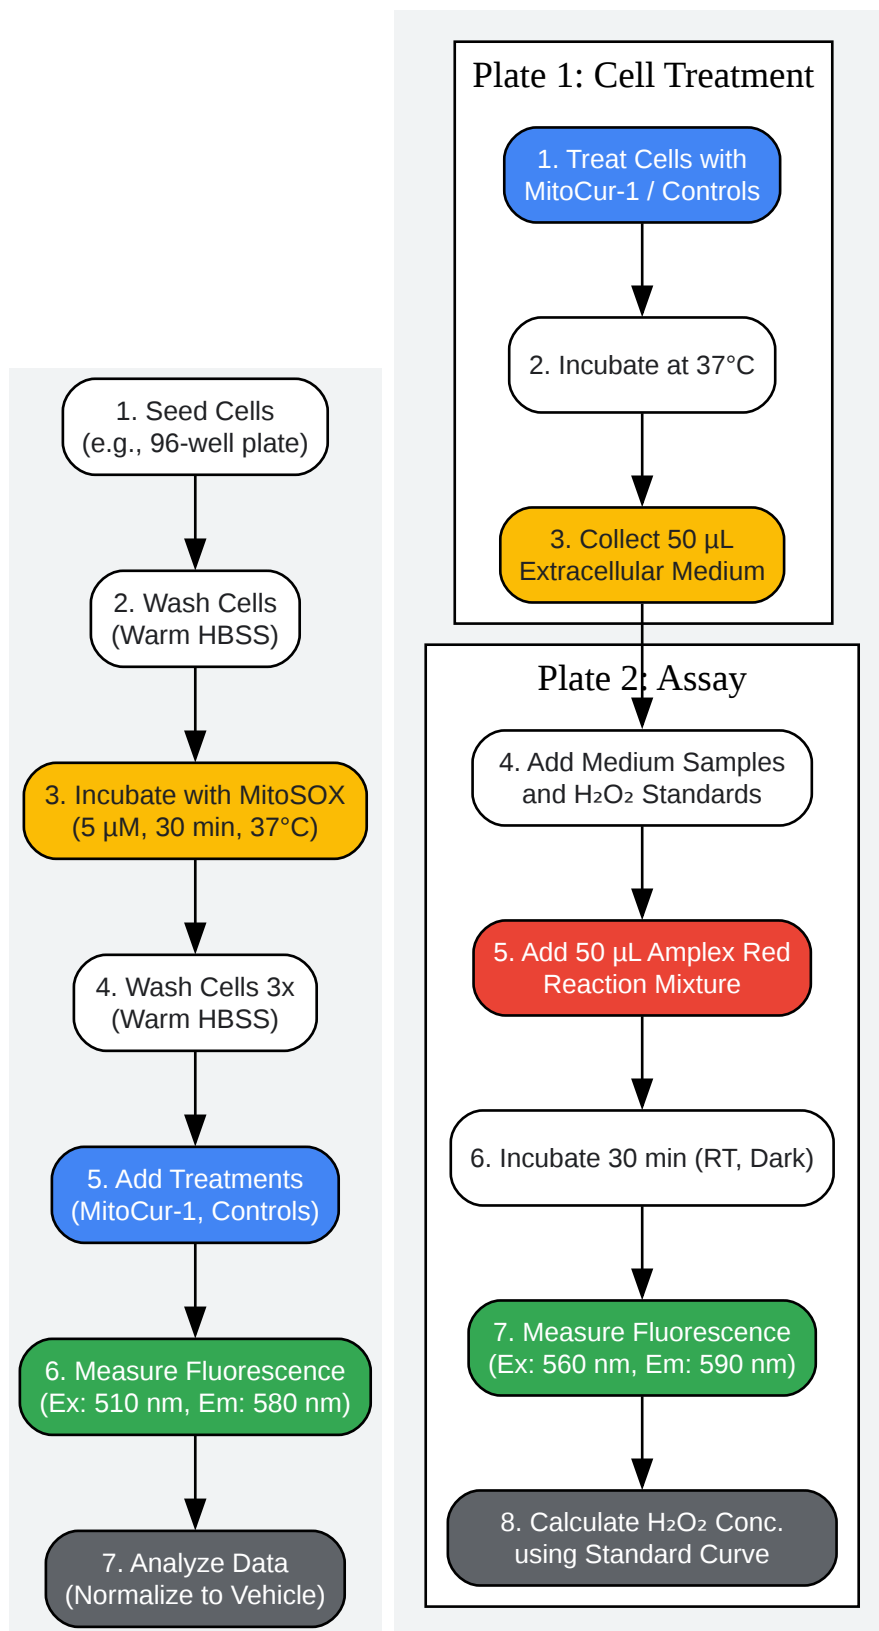 1. Seed Cells
(e.g., 96-well plate)
2. Wash Cells
(Warm HBSS)
3. Incubate with MitoSOX
(5 µM, 30 min, 37°C)
4. Wash Cells 3x
(Warm HBSS)
5. Add Treatments
(MitoCur-1, Controls)
6. Measure Fluorescence
(Ex: 510 nm, Em: 580 nm)
7. Analyze Data
(Normalize to Vehicle)
Plate 1: Cell Treatment
1. Treat Cells with
MitoCur-1 / Controls
2. Incubate at 37°C
3. Collect 50 µL
Extracellular Medium
Plate 2: Assay
4. Add Medium Samples
and H₂O₂ Standards
5. Add 50 µL Amplex Red
Reaction Mixture
6. Incubate 30 min (RT, Dark)
7. Measure Fluorescence
(Ex: 560 nm, Em: 590 nm)
8. Calculate H₂O₂ Conc.
using Standard Curve